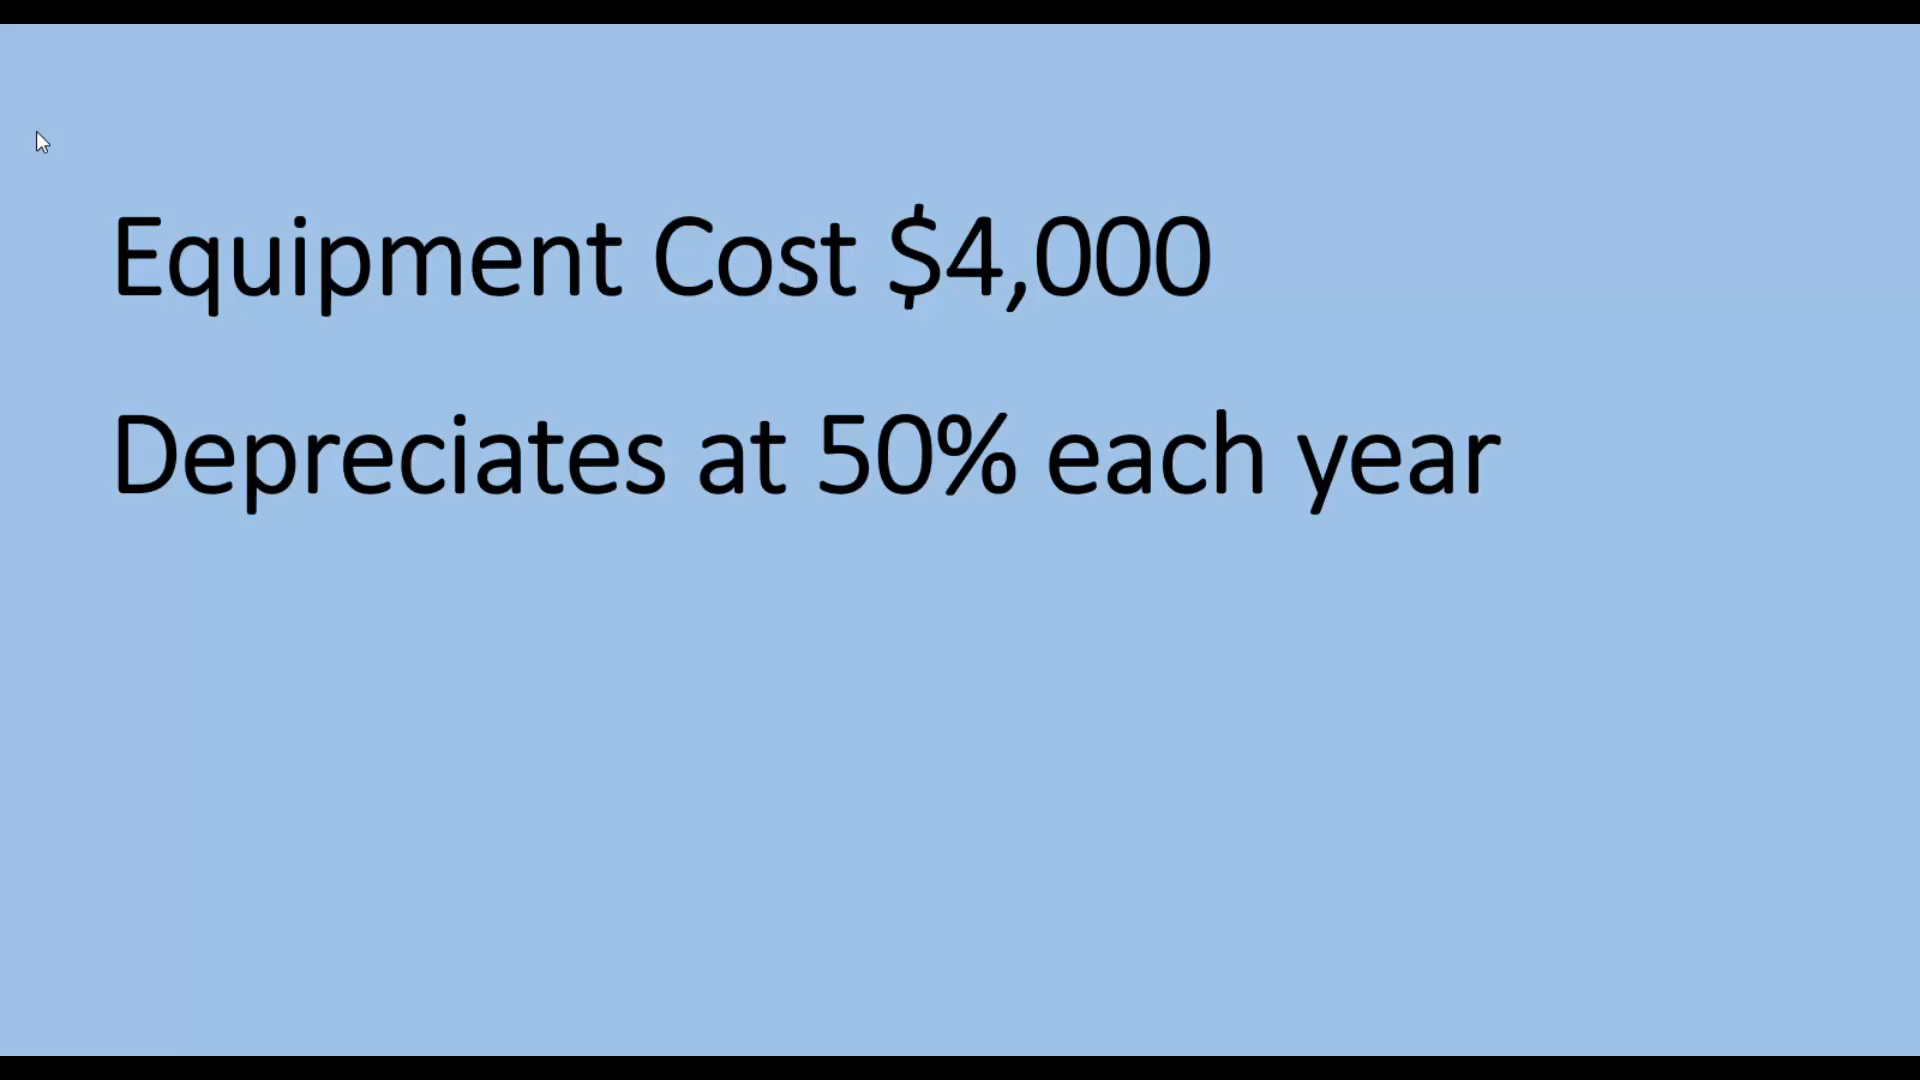 Equipment Cost $4,000
Depreciates at 50% each year